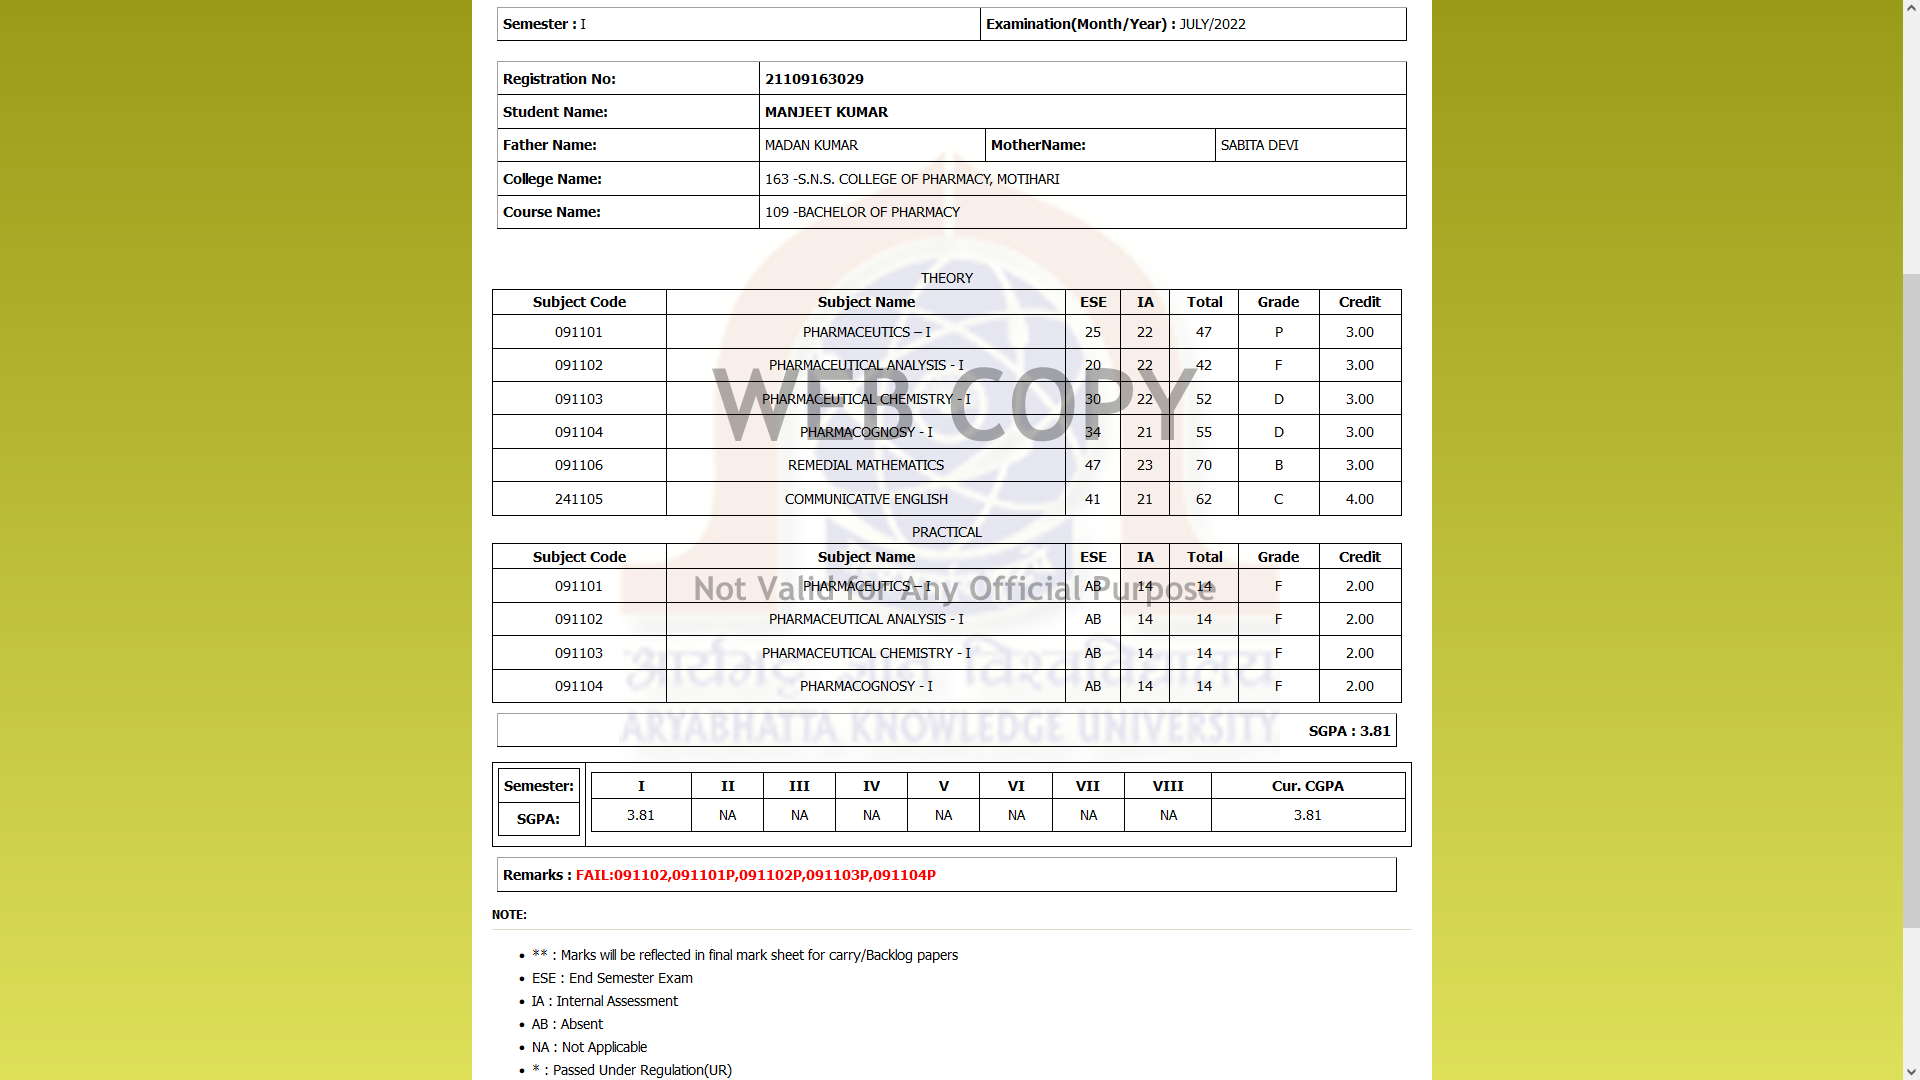 Semester : I Examination(Month/Year) : JULY/2022
Registration No: 21109163029
Student Name: MANJEET KUMAR
Father Name: MADAN KUMAR MotherName: SABITA DEVI
College Name: 163 -S.N.S. COLLEGE OF PHARMACY, MOTIHARI
Course Name: 109 -BACHELOR OF PHARMACY
THEORY
Subject Code Subject Name ESE IA Total Grade Credit
091101 PHARMACEUTICS – I 25 22 47 P 3.00
091102 PHARMACEUTICAL ANALYSIS - I 20 22 42 F 3.00
091103 PHARMACEUTICAL CHEMISTRY - I 30 22 52 D 3.00
WEB COPY
091104 PHARMACOGNOSY - I 34 21 55 D 3.00
091106 REMEDIAL MATHEMATICS 47 23 70 B 3.00
241105 COMMUNICATIVE ENGLISH 41 21 62 C 4.00
PRACTICAL
Subject Code Subject Name ESE IA Total Grade Credit
091101 PHARMACEUTICS – I AB 14 14 F 2.00
Not Valid for Any Official Purpose
091102 PHARMACEUTICAL ANALYSIS - I AB 14 14 F 2.00
091103 PHARMACEUTICAL CHEMISTRY - I AB 14 14 F 2.00
आर्यभट्ट ज्ञान विश्वविद्यालय
091104 PHARMACOGNOSY - I AB 14 14 F 2.00
ARYABHATTA KNOWLEDGE UNIVERSITY
SGPA : 3.81
Semester: I II III IV V VI VII VIII Cur. CGPA
SGPA: 3.81 NA NA NA NA NA NA NA 3.81
Remarks : FAIL:091102,091101P,091102P,091103P,091104P
NOTE:
• ** : Marks will be reflected in final mark sheet for carry/Backlog papers
• ESE : End Semester Exam
• IA : Internal Assessment
• AB : Absent
• NA : Not Applicable
• * : Passed Under Regulation(UR)